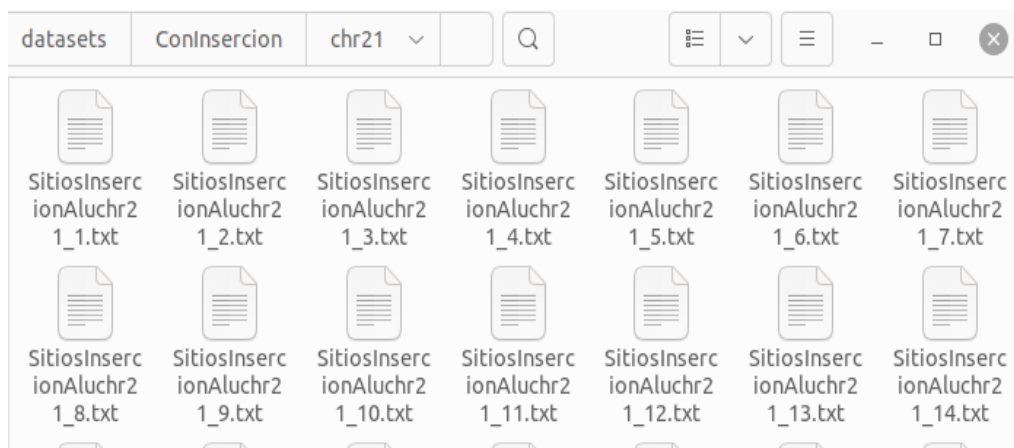 datasets ConInsercion chr21
SitiosInserc SitiosInserc SitiosInserc SitiosInserc SitiosInserc SitiosInserc SitiosInserc
ionAluchr2 ionAluchr2 ionAluchr2 ionAluchr2 ionAluchr2 ionAluchr2 ionAluchr2
1_1.txt 1_2.txt 1_3.txt 1_4.txt 1_5.txt 1_6.txt 1_7.txt
SitiosInserc SitiosInserc SitiosInserc SitiosInserc SitiosInserc SitiosInserc SitiosInserc
ionAluchr2 ionAluchr2 ionAluchr2 ionAluchr2 ionAluchr2 ionAluchr2 ionAluchr2
1_8.txt 1_9.txt 1_10.txt 1_11.txt 1_12.txt 1_13.txt 1_14.txt